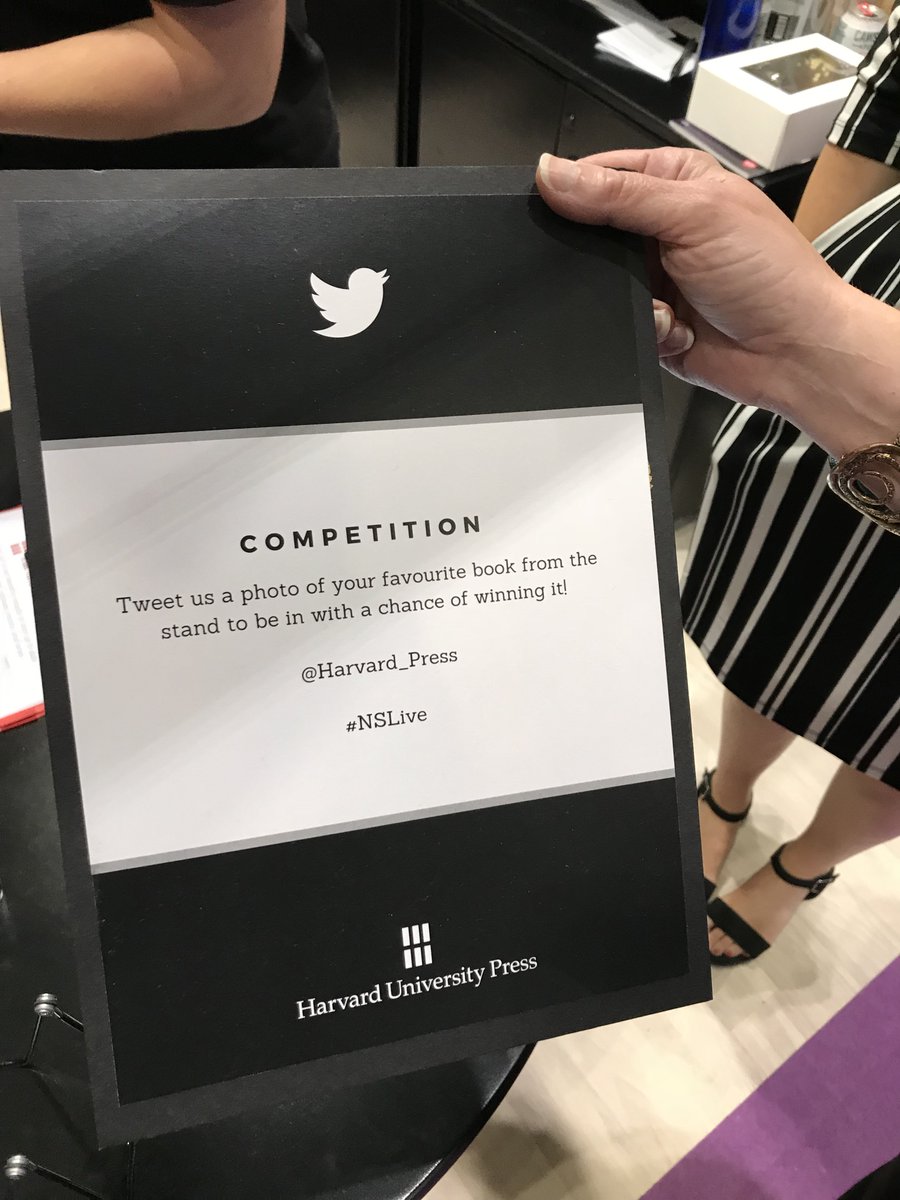 COMPETITION
Tweet us a photo of your favourite book from the
stand to be in with a chance of winning it!
@Harvard_Press
#NSLive
Harvard University Press